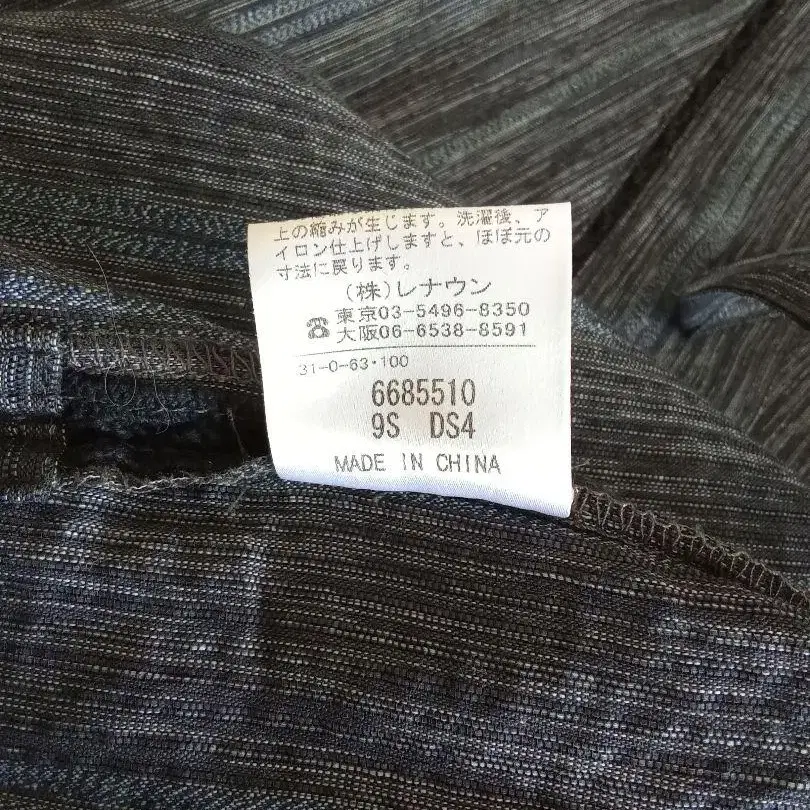 上の縮みが生じます。洗濯後、ア
イロン仕上げしますと、ほぼ元の
寸法に戻ります。
(株)レナウン
☎東京03-5496-8350
大阪06-6538-8591
31-0-63・100
6685510
9S DS4
MADE IN CHINA